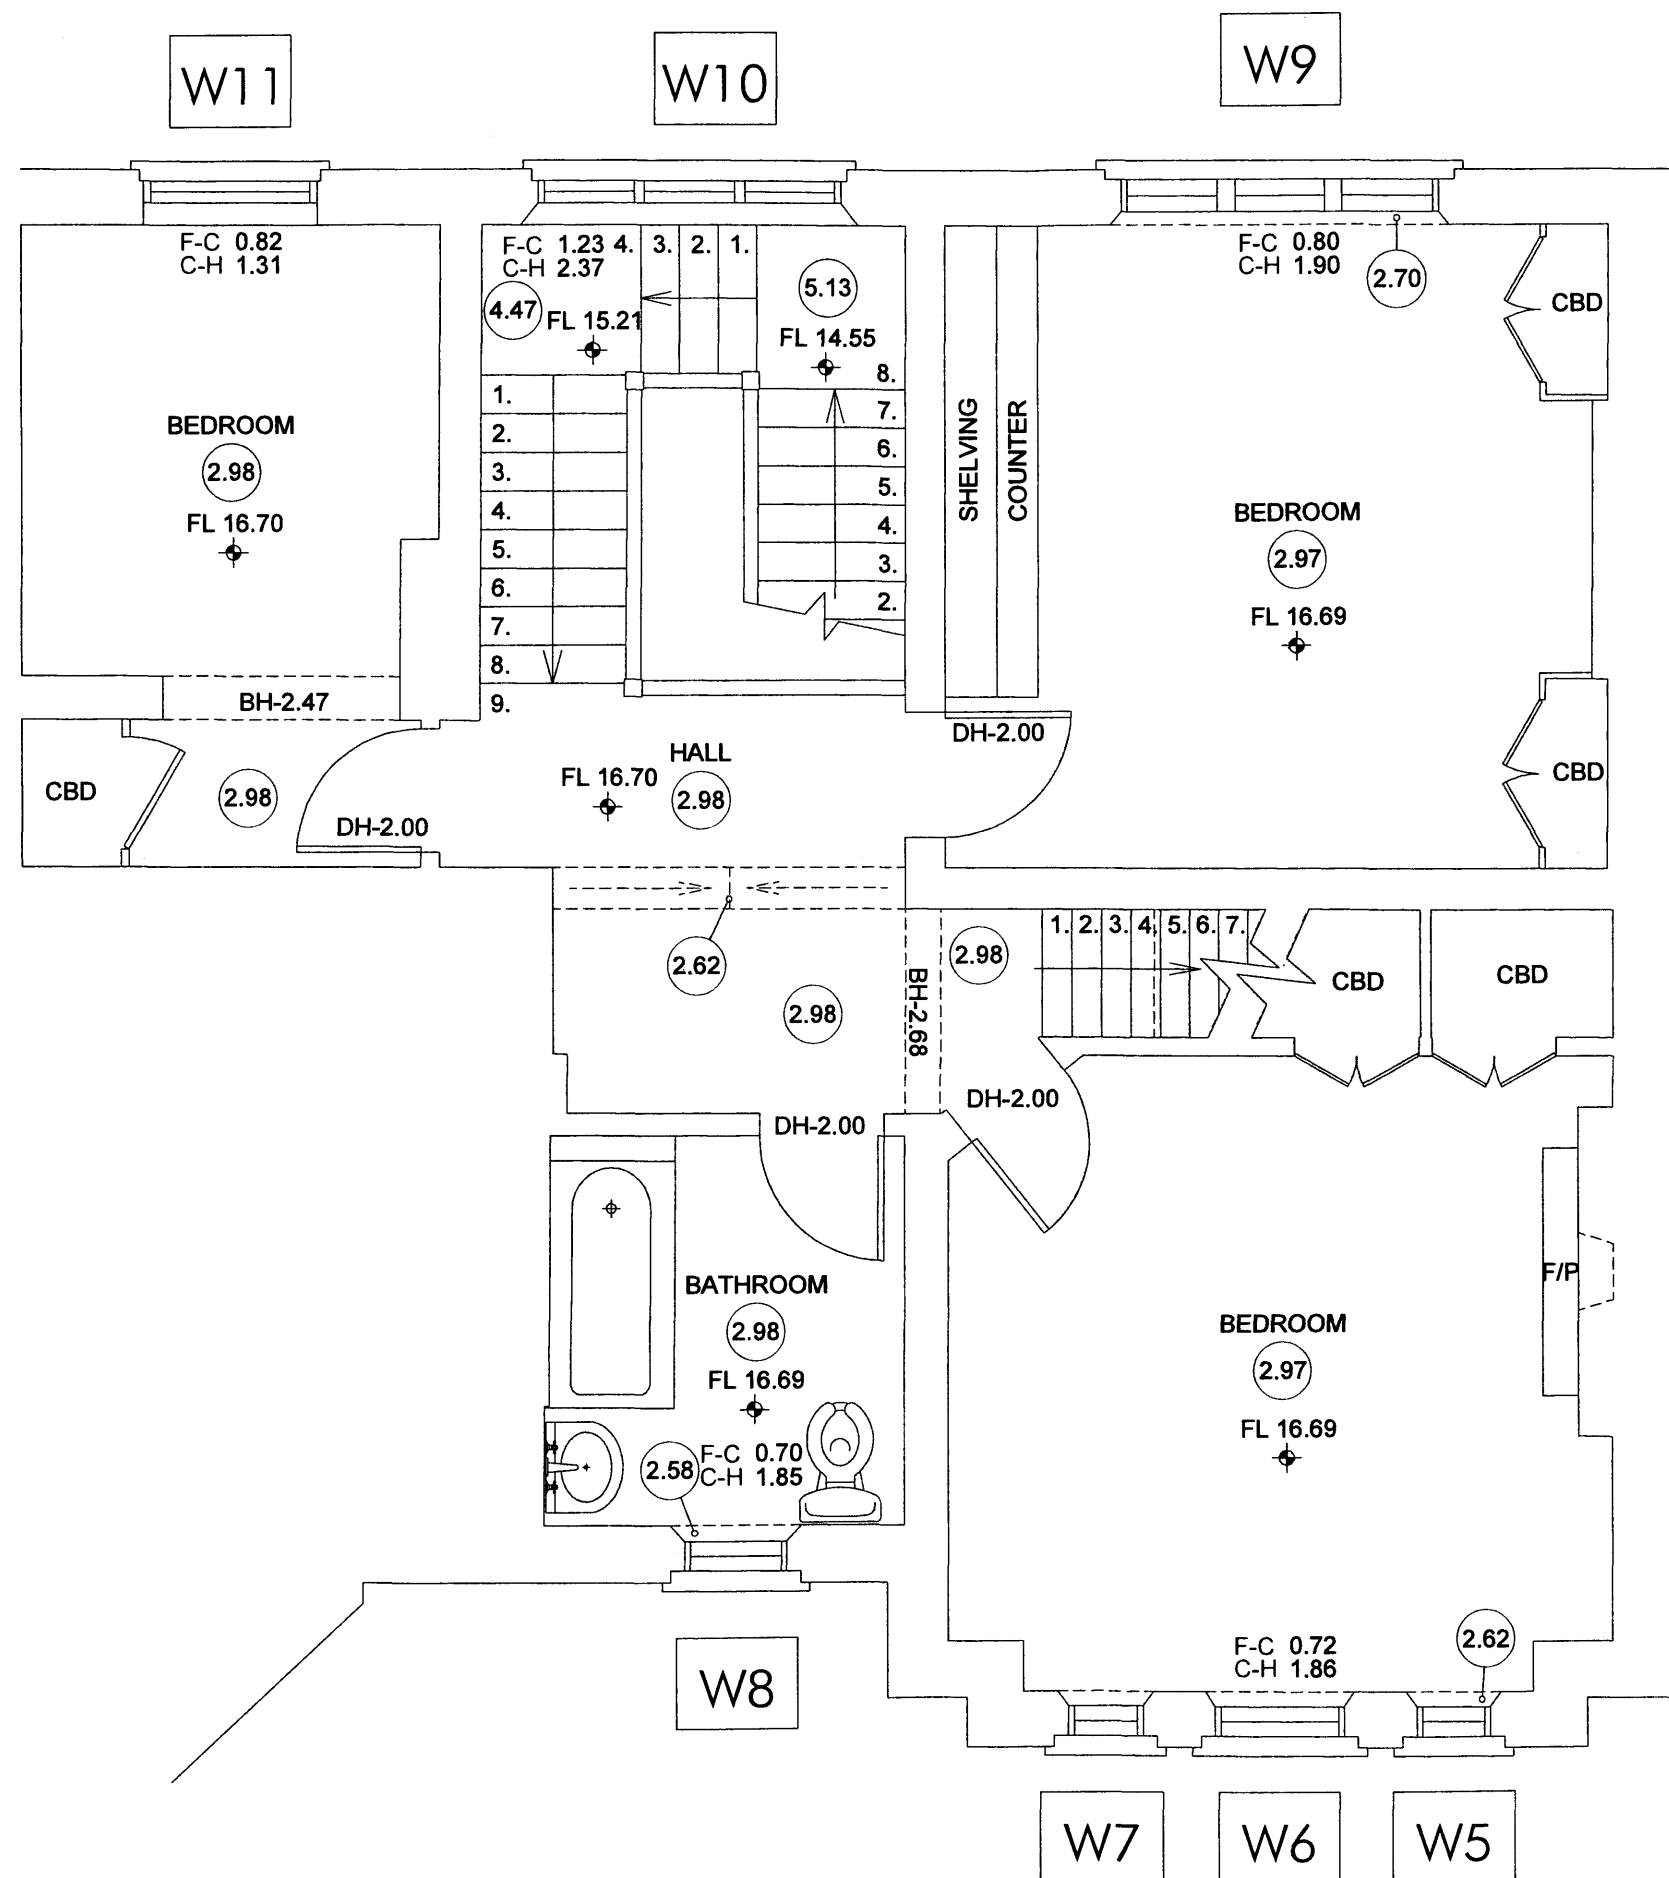 W11
W10
W9
F-C 0.82
C-H 1.31
F-C 1.23
C-H 2.37
4.
3.
2.
1.
4.47
FL 15.21
5.13
FL 14.55
F-C 0.80
C-H 1.90
2.70
CBD
8.
7.
6.
5.
4.
3.
2.
1.
2.
3.
4.
5.
6.
7.
8.
9.
BEDROOM
2.98
FL 16.70
SHELVING
COUNTER
BEDROOM
2.97
FL 16.69
BH-2.47
DH-2.00
CBD
HALL
FL 16.70
2.98
CBD
2.98
DH-2.00
2.62
2.98
BH-2.68
2.98
1.
2.
3.
4.
5.
6.
7.
CBD
CBD
DH-2.00
DH-2.00
BATHROOM
2.98
FL 16.69
F-C 0.70
C-H 1.85
2.58
F/P
BEDROOM
2.97
FL 16.69
F-C 0.72
C-H 1.86
2.62
W8
W7
W6
W5